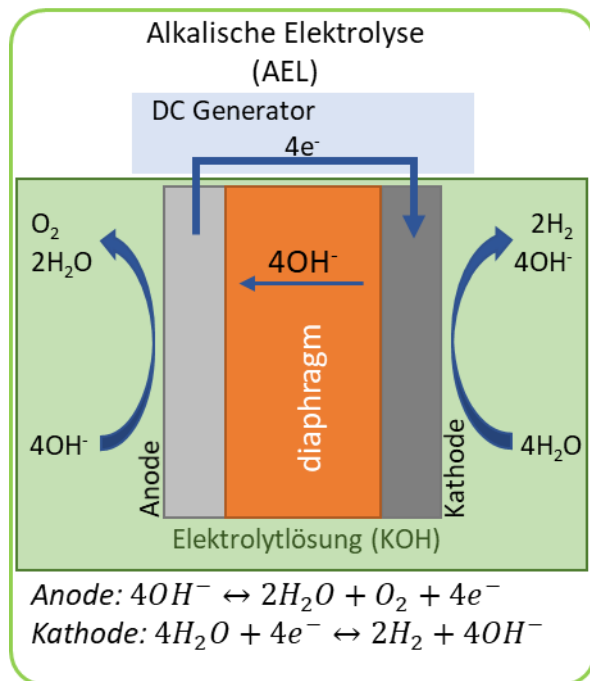 Alkalische Elektrolyse
(AEL)
DC Generator
4e⁻
O₂
2H₂O
4OH⁻
Anode
4OH⁻
diaphragm
2H₂
4OH⁻
4H₂O
Kathode
Elektrolytlösung (KOH)
Anode: 4OH⁻ ↔ 2H₂O + O₂ + 4e⁻
Kathode: 4H₂O + 4e⁻ ↔ 2H₂ + 4OH⁻